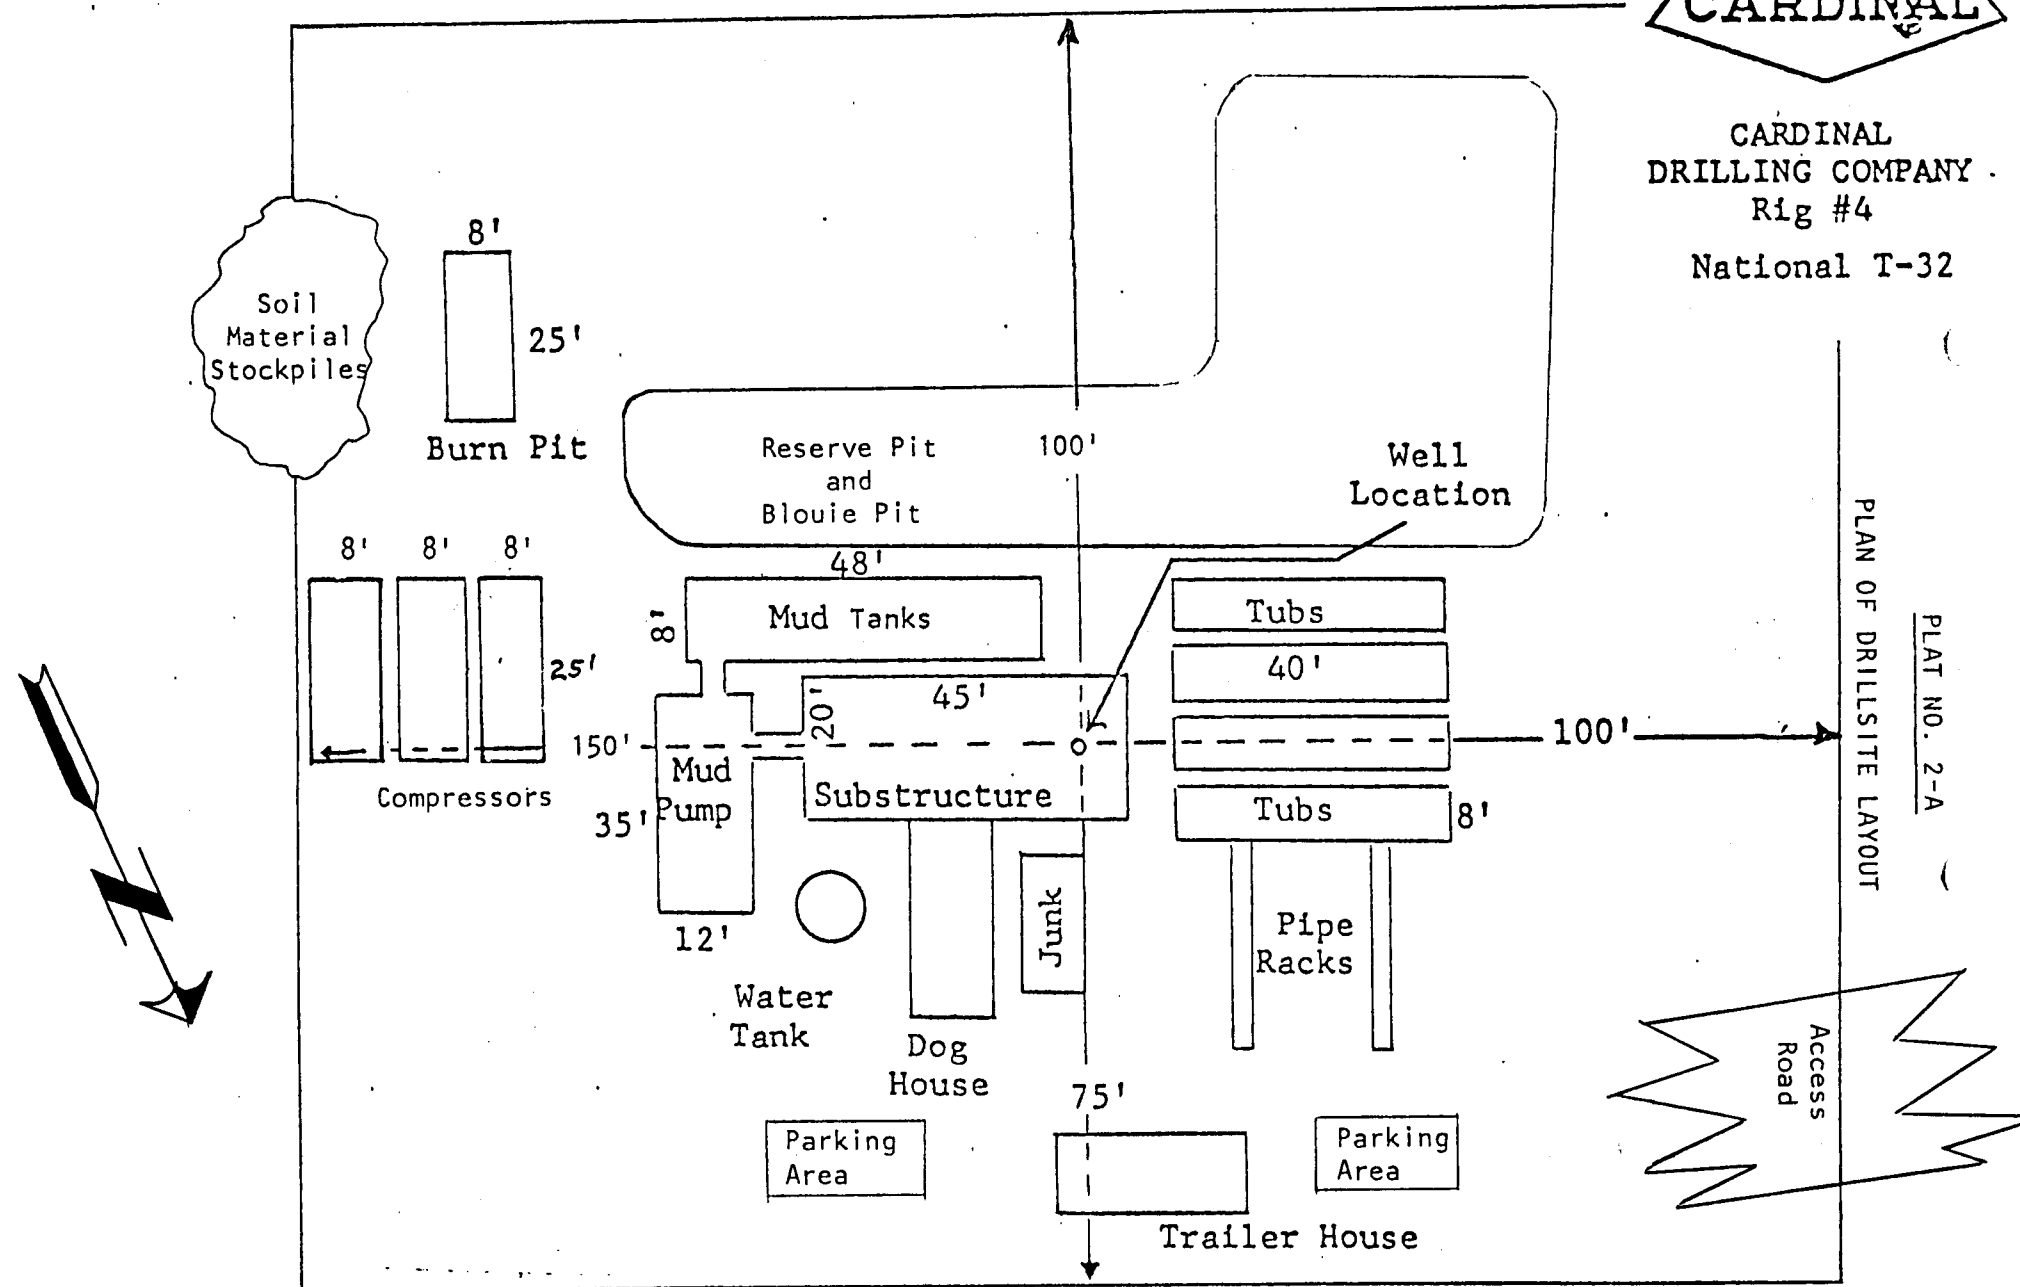 CARDINAL
CARDINAL
DRILLING COMPANY
Rig #4
National T-32
8'
Soil
Material
Stockpiles
25'
Burn Pit
Reserve Pit
and
Blouie Pit
100'
Well
Location
8'
8'
8'
48'
Mud Tanks
8'
25'
Tubs
40'
45'
20'
150'
100'
Mud
Pump
Compressors
Substructure
35'
Tubs
8'
12'
Junk
Pipe
Racks
Water
Tank
Dog
House
75'
Parking
Area
Parking
Area
Trailer House
Access
Road
PLAT NO. 2-A
PLAN OF DRILLSITE LAYOUT